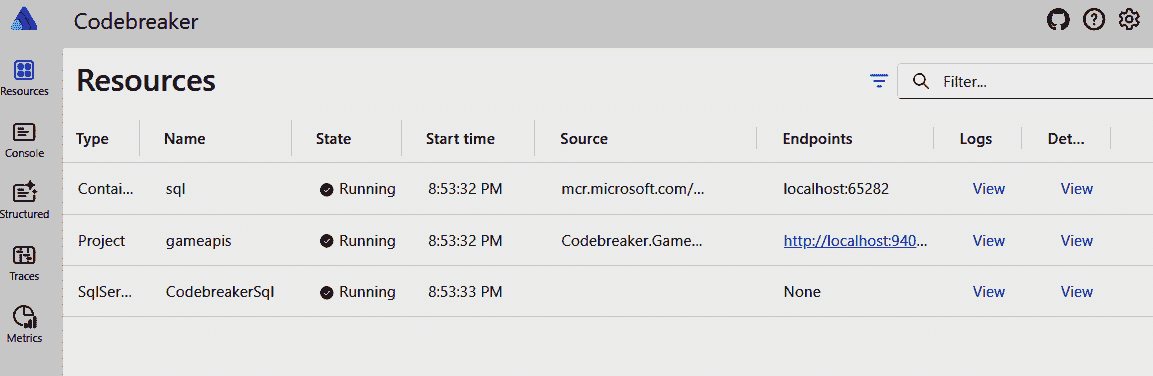 Codebreaker
Resources
Filter...
Resources
Console
Structured
Traces
Metrics
Type Name State Start time Source Endpoints Logs Det...
Contai... sql Running 8:53:32 PM mcr.microsoft.com/... localhost:65282 View View
Project gameapis Running 8:53:32 PM Codebreaker.Game... http://localhost:940... View View
SqlSer... CodebreakerSql Running 8:53:33 PM None View View